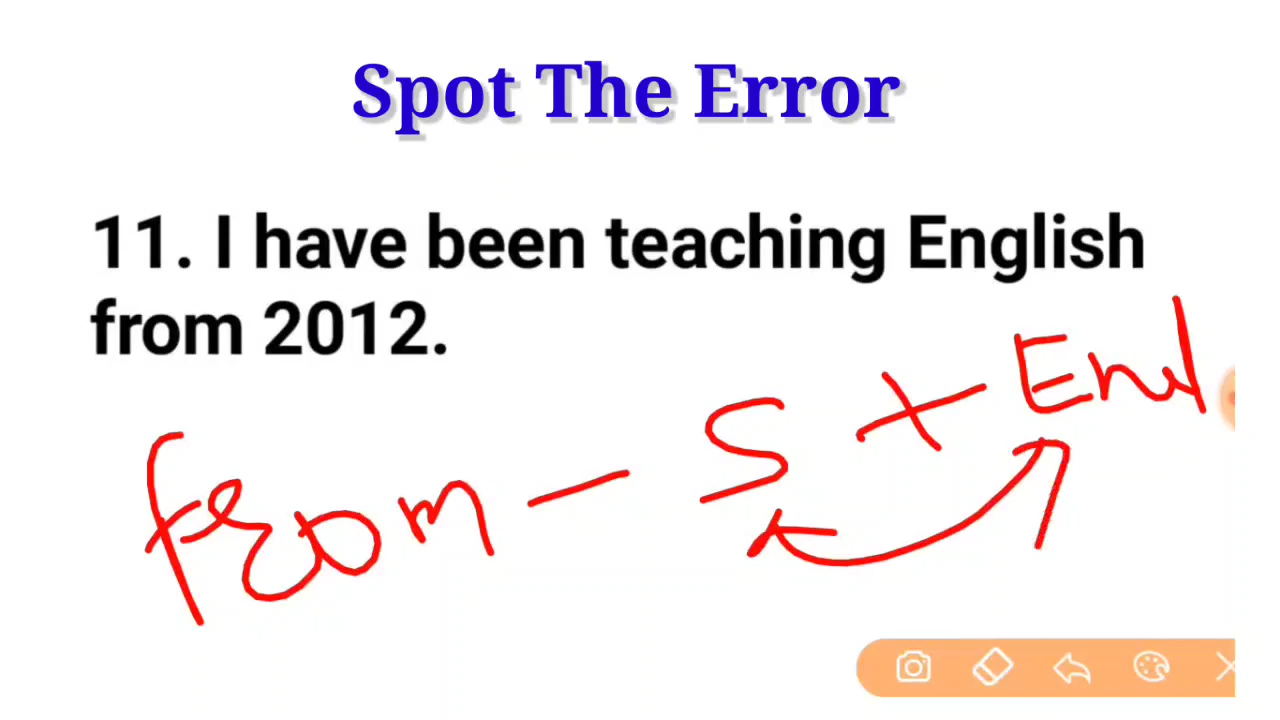 Spot The Error
11. I have been teaching English
from 2012.
from - S + End